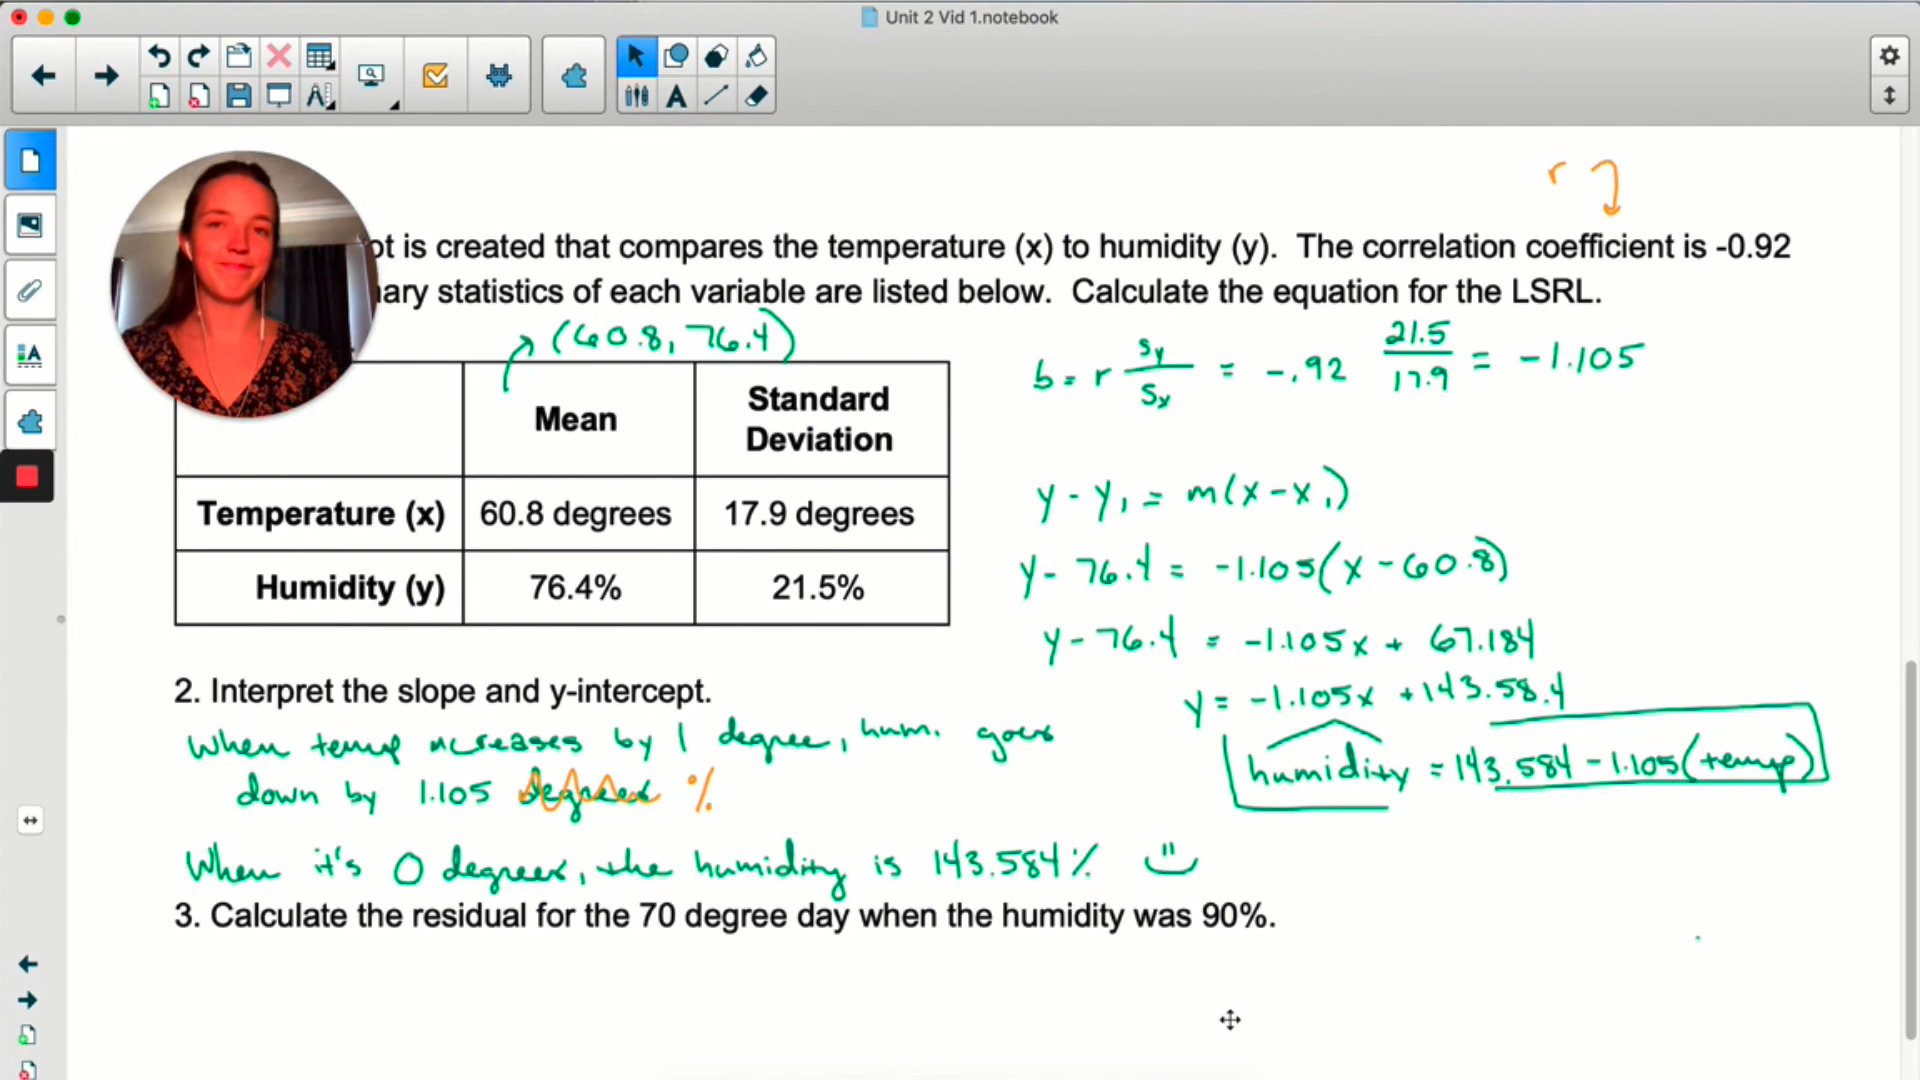 Unit 2 Vid 1.notebook
r
ot is created that compares the temperature (x) to humidity (y). The correlation coefficient is -0.92
ary statistics of each variable are listed below. Calculate the equation for the LSRL.
(60.8, 76.4)
b = r sy/sx = -.92 21.5/17.9 = -1.105
Mean
Standard
Deviation
Temperature (x) 60.8 degrees 17.9 degrees
Humidity (y) 76.4% 21.5%
y - y₁ = m(x - x₁)
y - 76.4 = -1.105(x - 60.8)
y - 76.4 = -1.105x + 67.184
y = -1.105x + 143.58.4
humidity = 143.584 - 1.105(temp)
2. Interpret the slope and y-intercept.
When temp increases by 1 degree, hum. goes
down by 1.105 degrees %
When it's 0 degrees, the humidity is 143.584%
3. Calculate the residual for the 70 degree day when the humidity was 90%.